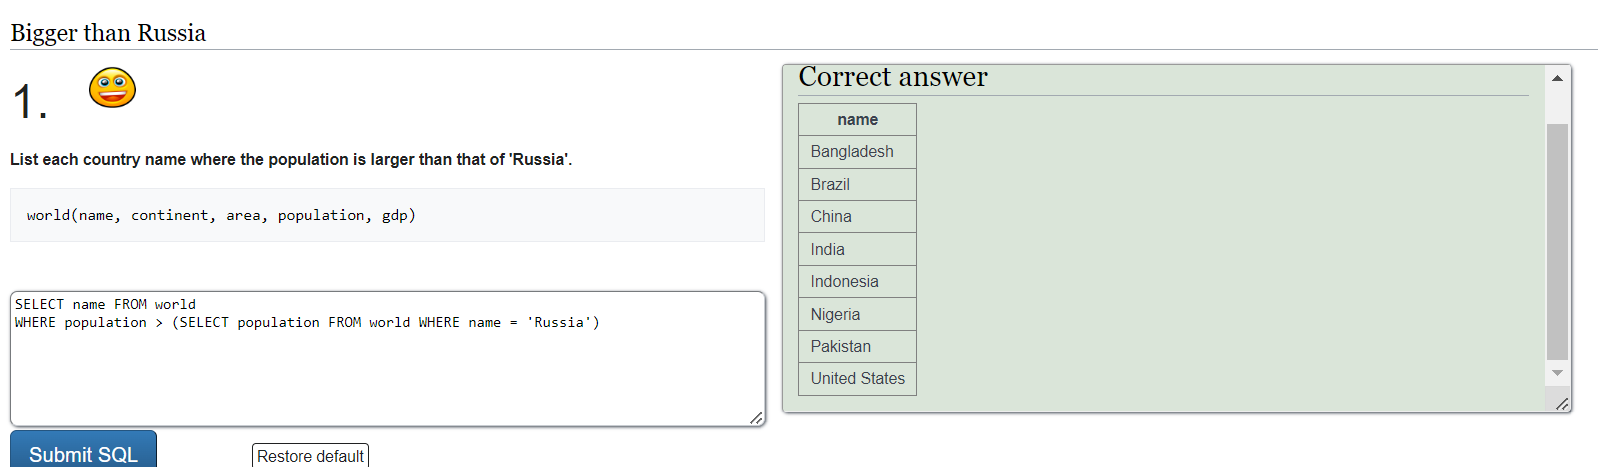 Bigger than Russia
1.
List each country name where the population is larger than that of 'Russia'.
world(name, continent, area, population, gdp)
SELECT name FROM world
WHERE population > (SELECT population FROM world WHERE name = 'Russia')
Submit SQL
Restore default
Correct answer
name
Bangladesh
Brazil
China
India
Indonesia
Nigeria
Pakistan
United States